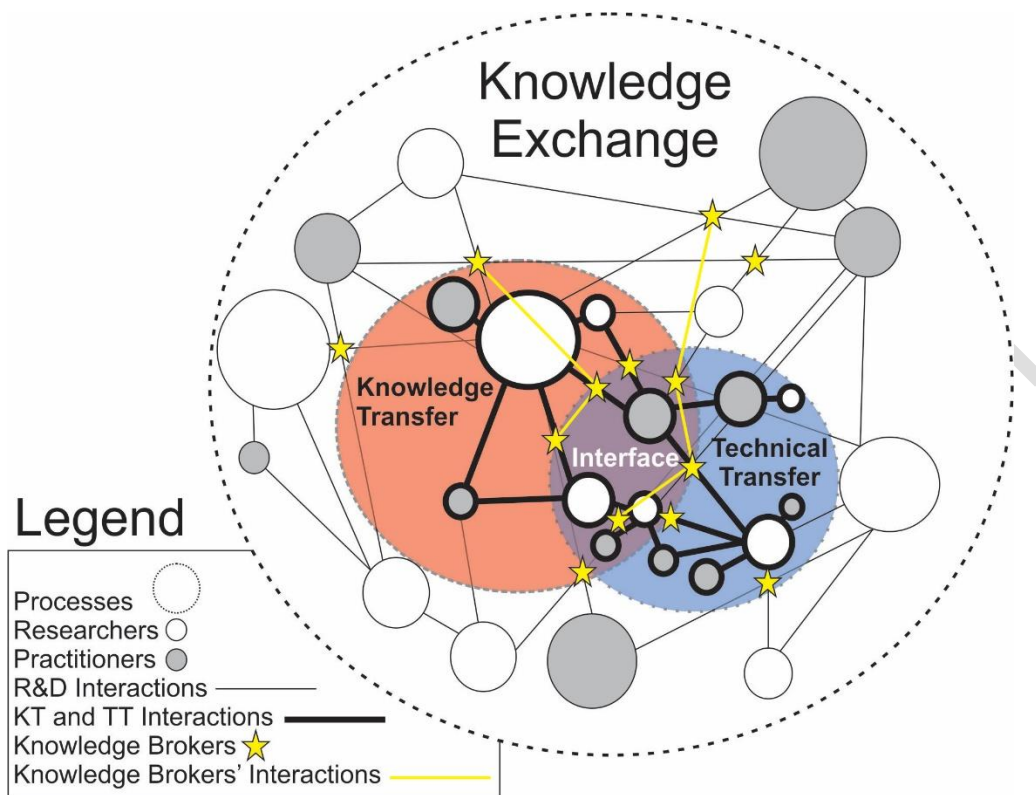 Knowledge
Exchange
Knowledge
Transfer
Interface
Technical
Transfer
Legend
Processes
Researchers
Practitioners
R&D Interactions
KT and TT Interactions
Knowledge Brokers
Knowledge Brokers’ Interactions